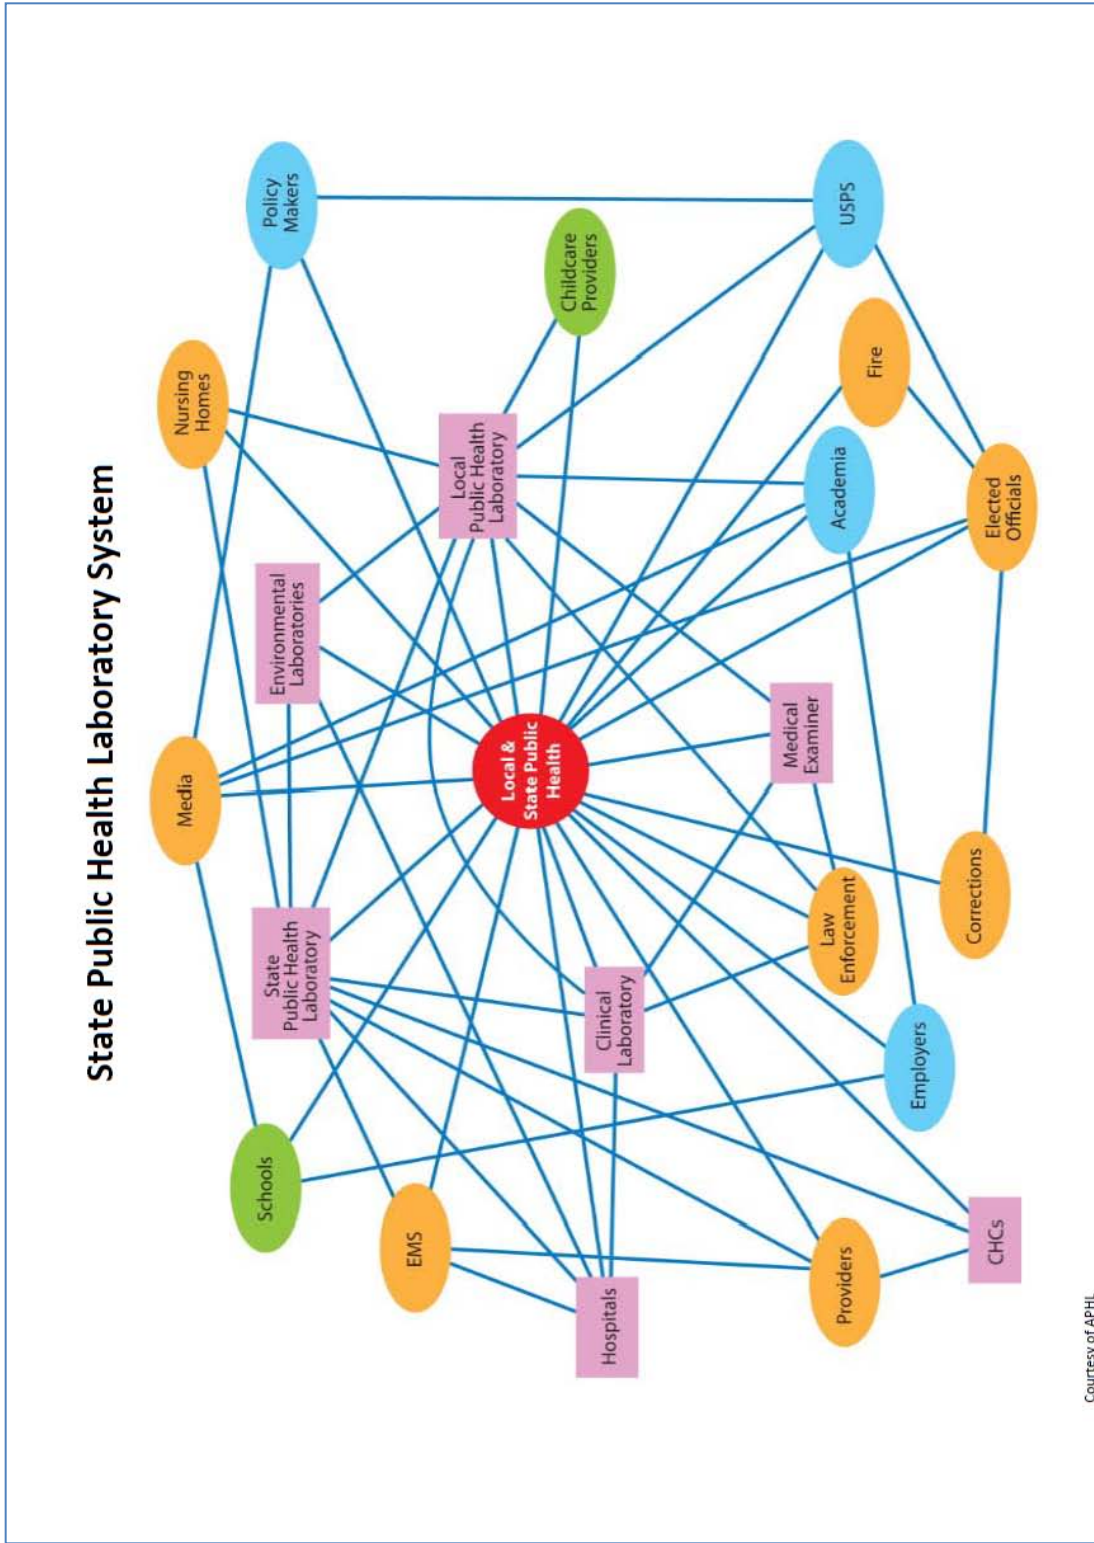 State Public Health Laboratory System
Schools
Media
Nursing
Homes
Policy
Makers
State
Public Health
Laboratory
Environmental
Laboratories
EMS
Local
Public Health
Laboratory
Childcare
Providers
Local &
State Public
Health
Hospitals
Clinical
Laboratory
Medical
Examiner
Providers
Law
Enforcement
Academia
Fire
USPS
Employers
Corrections
Elected
Officials
CHCs
Courtesy of APHL